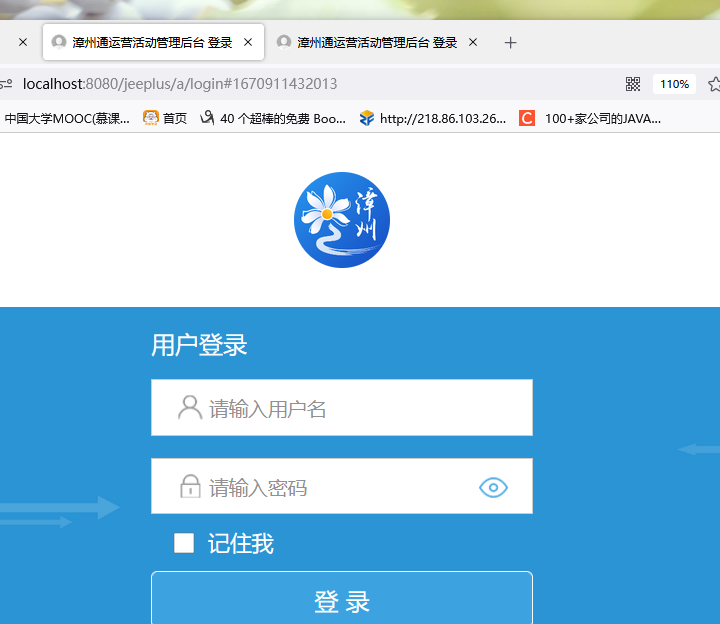 漳州通运营活动管理后台 登录
漳州通运营活动管理后台 登录
localhost:8080/jeeplus/a/login#1670911432013
110%
中国大学MOOC(慕课...
首页
40 个超棒的免费 Boo...
http://218.86.103.26...
C
100+家公司的JAVA...
漳州
用户登录
请输入用户名
请输入密码
记住我
登 录